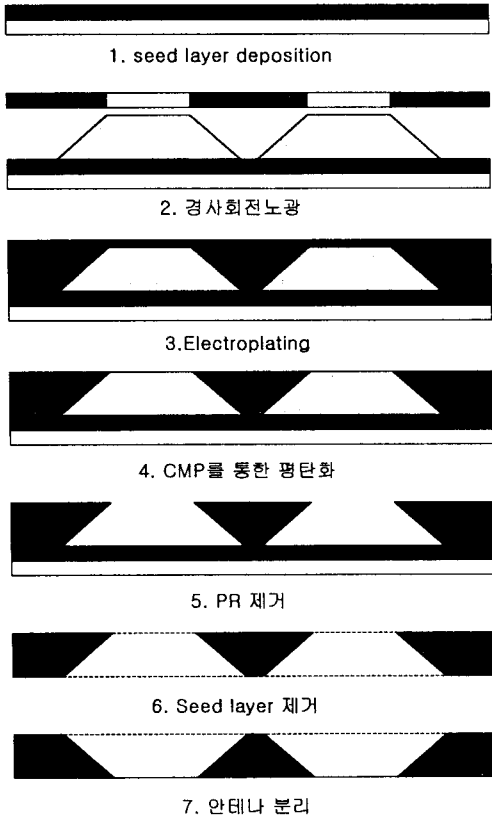 1. seed layer deposition
2. 경사회전노광
3.Electroplating
4. CMP를 통한 평탄화
5. PR 제거
6. Seed layer 제거
7. 안테나 분리